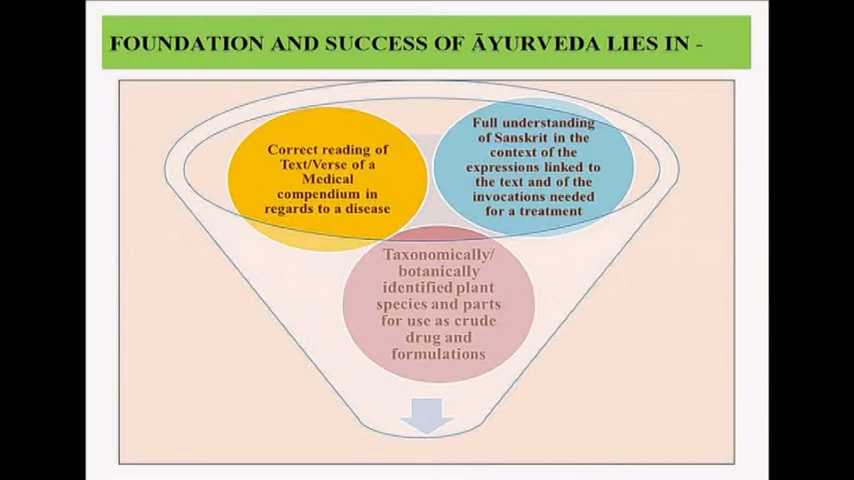 FOUNDATION AND SUCCESS OF ĀYURVEDA LIES IN -
Correct reading of
Text/Verse of a
Medical
compendium in
regards to a disease
Full understanding
of Sanskrit in the
context of the
expressions linked to
the text and of the
invocations needed
for a treatment
Taxonomically/
botanically
identified plant
species and parts
for use as crude
drug and
formulations